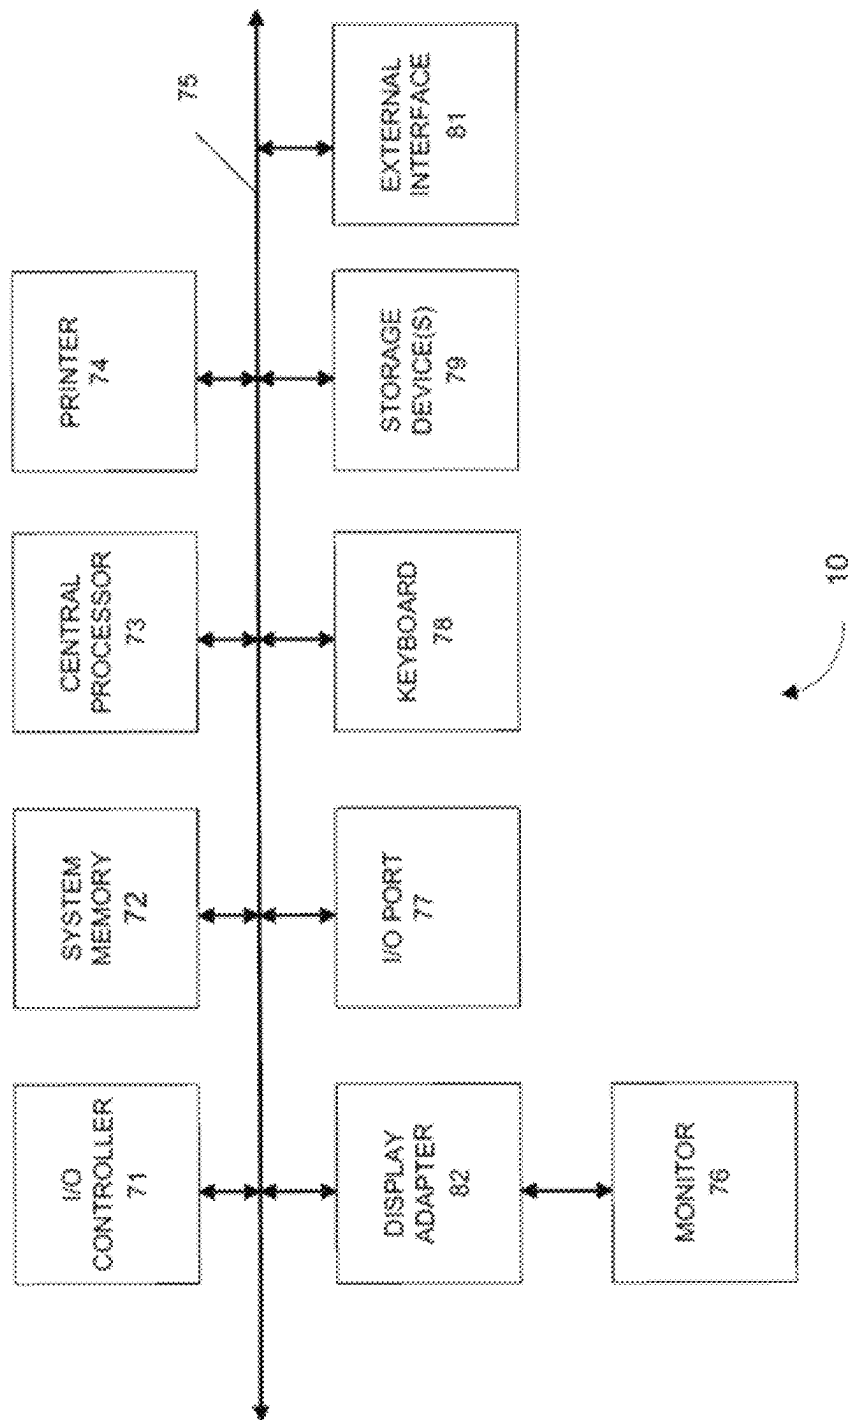 I/O
CONTROLLER
71
SYSTEM
MEMORY
72
CENTRAL
PROCESSOR
73
PRINTER
74
75
DISPLAY
ADAPTER
82
I/O PORT
77
KEYBOARD
78
STORAGE
DEVICE(S)
79
EXTERNAL
INTERFACE
81
MONITOR
76
10